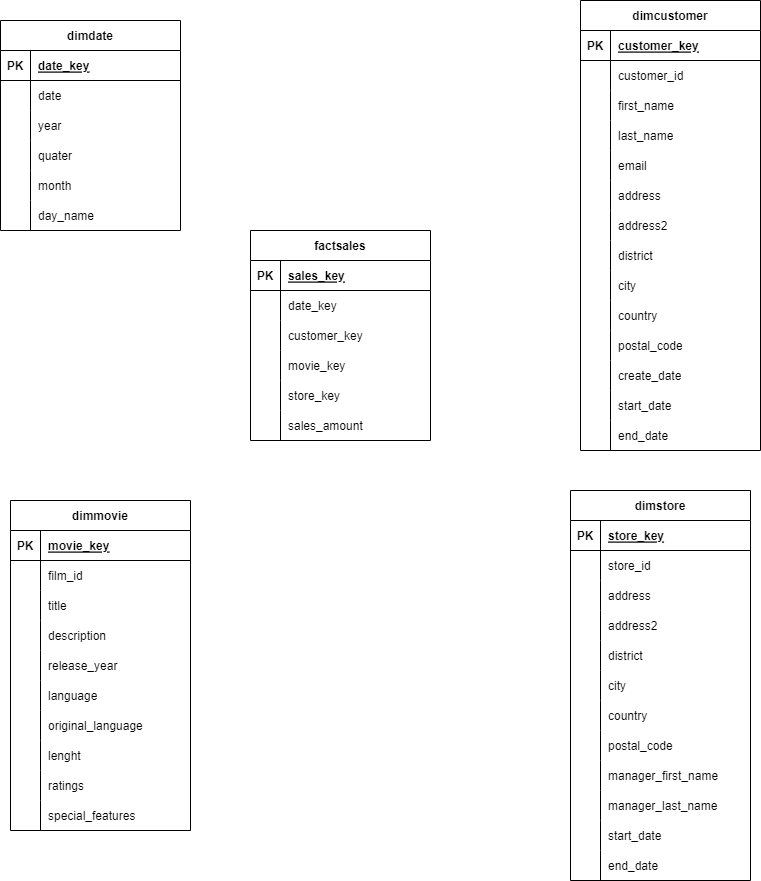 dimdate
PK date_key
date
year
quater
month
day_name
dimcustomer
PK customer_key
customer_id
first_name
last_name
email
address
address2
district
city
country
postal_code
create_date
start_date
end_date
factsales
PK sales_key
date_key
customer_key
movie_key
store_key
sales_amount
dimmovie
PK movie_key
film_id
title
description
release_year
language
original_language
lenght
ratings
special_features
dimstore
PK store_key
store_id
address
address2
district
city
country
postal_code
manager_first_name
manager_last_name
start_date
end_date